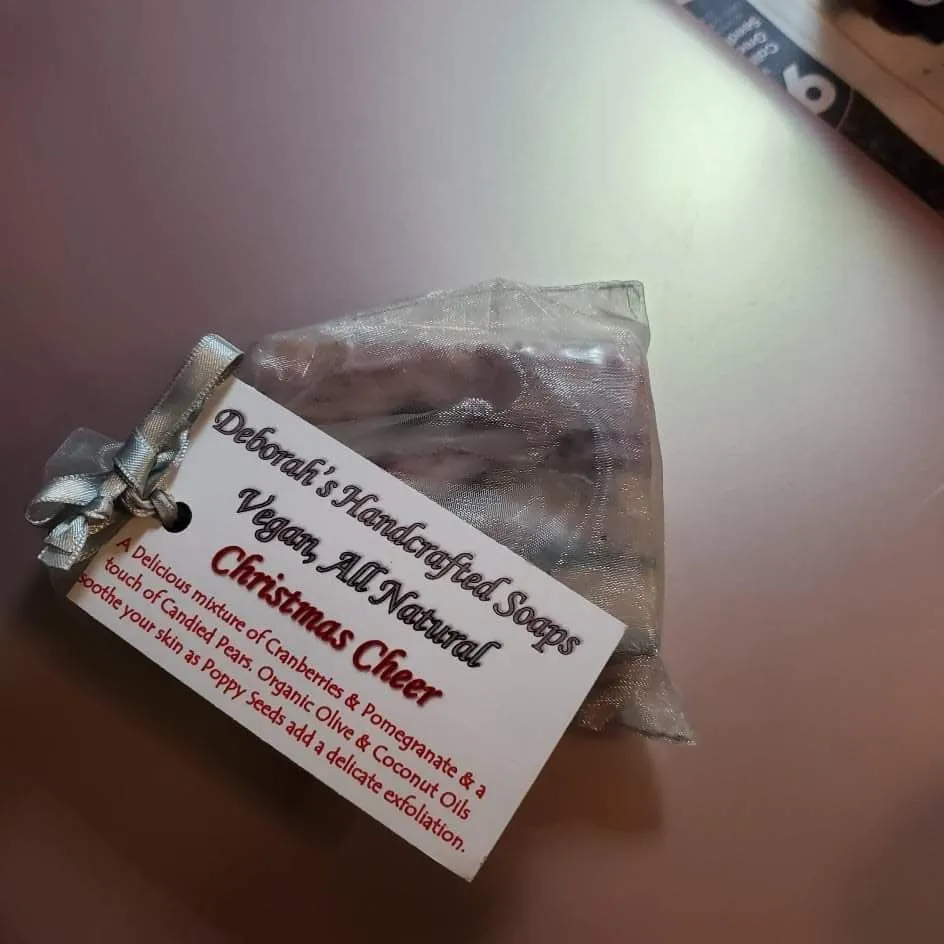 Deborah's Handcrafted Soaps
Vegan, All Natural
Christmas Cheer
A Delicious mixture of Cranberries & Pomegranate & a
touch of Candied Pears. Organic Olive & Coconut Oils
soothe your skin as Poppy Seeds add a delicate exfoliation.